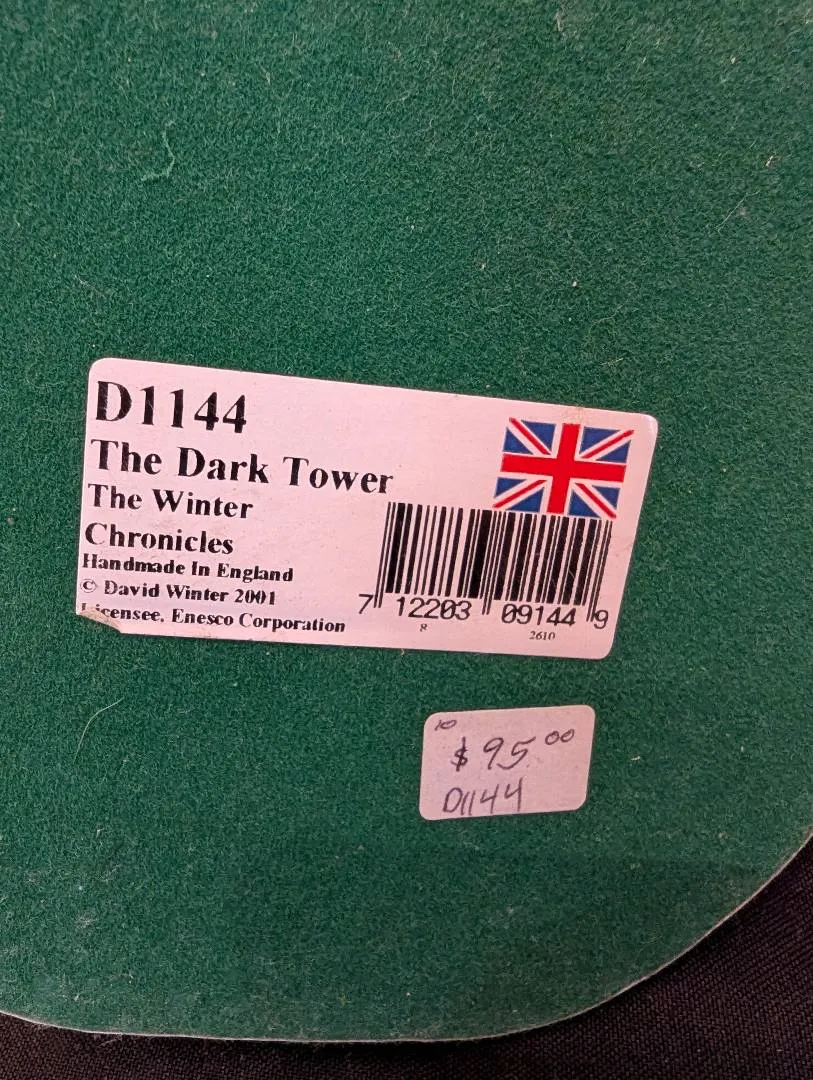 D1144
The Dark Tower
The Winter
Chronicles
Handmade In England
© David Winter 2001
Licensee. Enesco Corporation
7 12203 09144 9
8 2610
10
$95.00
D1144